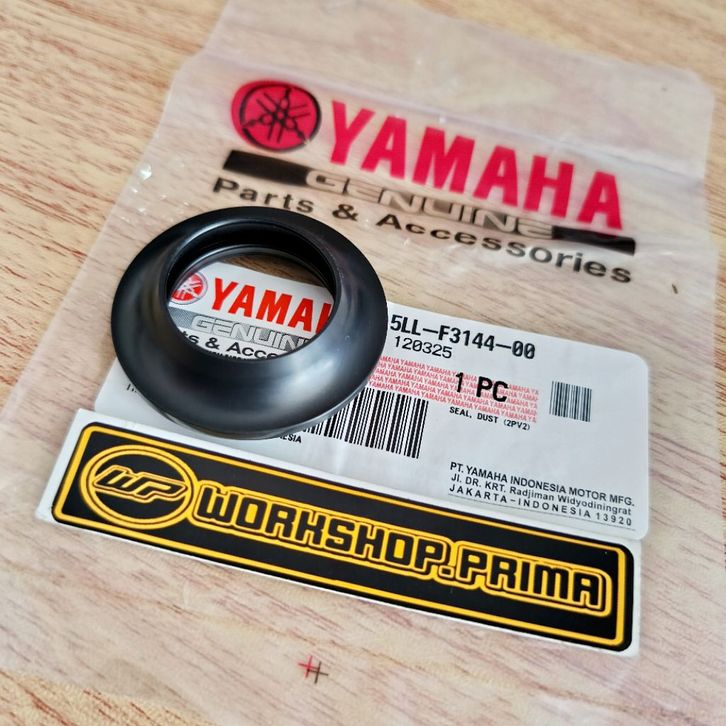 YAMAHA
GENUINE
Parts & Accessories
YAMAHA
GENUINE
Parts &
5LL-F3144-00
120325
1 PC
SEAL, DUST (2PV2)
PT. YAMAHA INDONESIA MOTOR MFG.
JL. DR. KRT. Radjiman Widyodiningrat
JAKARTA-INDONESIA 13920
WP WORKSHOP.PRIMA